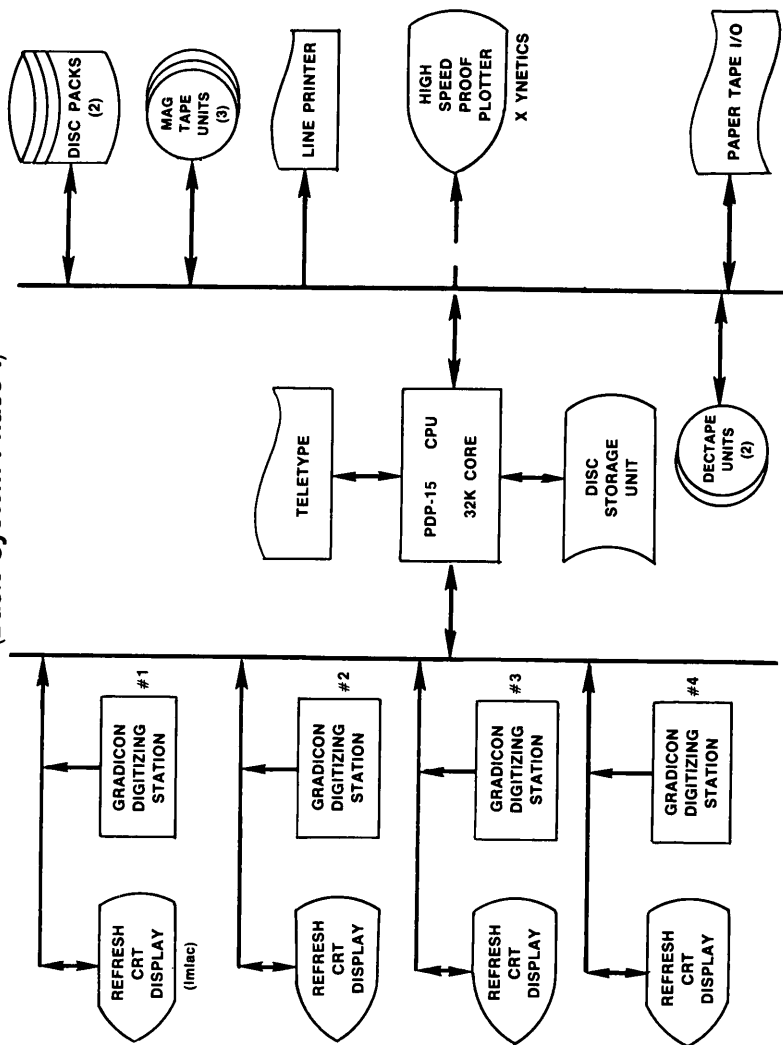 (Basic System Phase I)
REFRESH
CRT
DISPLAY
(Imlac)
GRADICON
DIGITIZING
STATION
#1
REFRESH
CRT
DISPLAY
GRADICON
DIGITIZING
STATION
#2
REFRESH
CRT
DISPLAY
GRADICON
DIGITIZING
STATION
#3
REFRESH
CRT
DISPLAY
GRADICON
DIGITIZING
STATION
#4
TELETYPE
PDP-15 CPU
32K CORE
DISC
STORAGE
UNIT
DECTAPE
UNITS
(2)
DISC PACKS
(2)
MAG
TAPE
UNITS
(3)
LINE PRINTER
HIGH
SPEED
PROOF
PLOTTER
X YNETICS
PAPER TAPE I/O